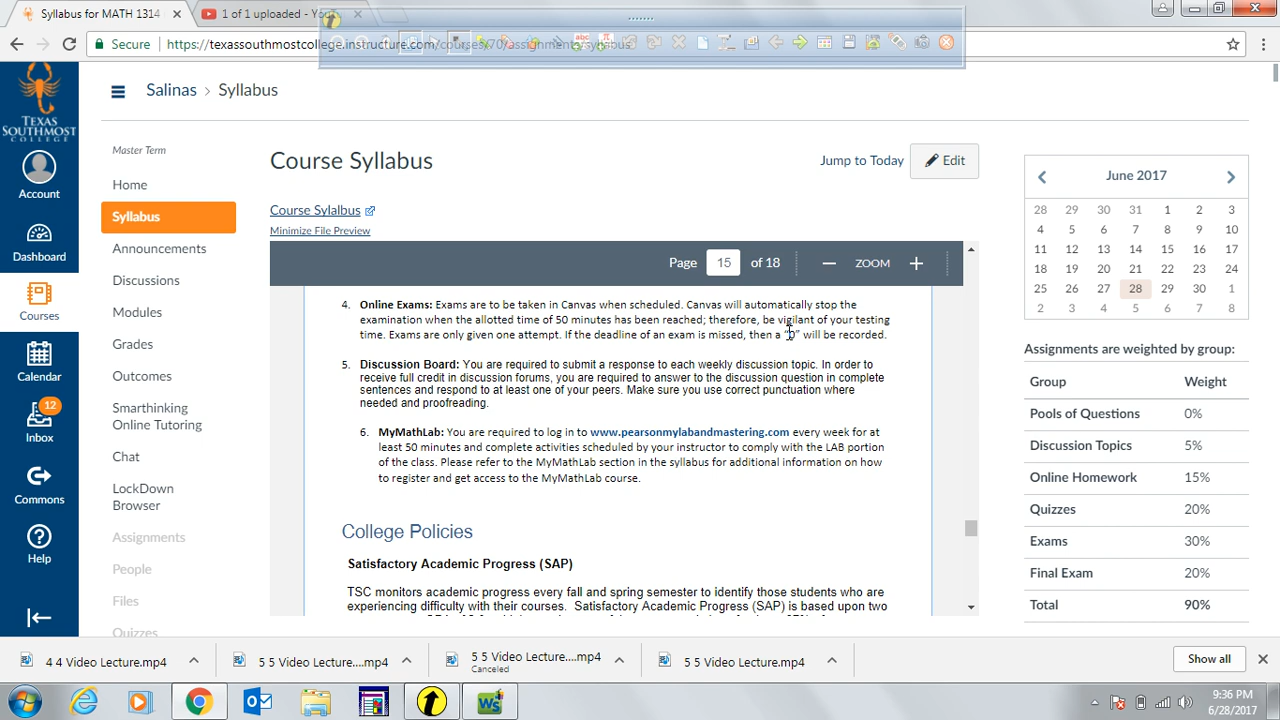 Syllabus for MATH 1314
1 of 1 uploaded - You
Secure
https://texassouthmostcollege.instructure.com/courses/70/assignments/syllabus
TEXAS
SOUTHMOST
COLLEGE
Account
Dashboard
Courses
Calendar
12
Inbox
Commons
Help
Salinas > Syllabus
Master Term
Home
Syllabus
Announcements
Discussions
Modules
Grades
Outcomes
Smarthinking
Online Tutoring
Chat
LockDown
Browser
Assignments
People
Files
Quizzes
Course Syllabus
Jump to Today
Edit
Course Sylalbus
Minimize File Preview
Page 15 of 18
ZOOM
4. Online Exams: Exams are to be taken in Canvas when scheduled. Canvas will automatically stop the
examination when the allotted time of 50 minutes has been reached; therefore, be vigilant of your testing
time. Exams are only given one attempt. If the deadline of an exam is missed, then a "0" will be recorded.
5. Discussion Board: You are required to submit a response to each weekly discussion topic. In order to
receive full credit in discussion forums, you are required to answer to the discussion question in complete
sentences and respond to at least one of your peers. Make sure you use correct punctuation where
needed and proofreading.
6. MyMathLab: You are required to log in to www.pearsonmylabandmastering.com every week for at
least 50 minutes and complete activities scheduled by your instructor to comply with the LAB portion
of the class. Please refer to the MyMathLab section in the syllabus for additional information on how
to register and get access to the MyMathLab course.
College Policies
Satisfactory Academic Progress (SAP)
TSC monitors academic progress every fall and spring semester to identify those students who are
experiencing difficulty with their courses. Satisfactory Academic Progress (SAP) is based upon two
June 2017
28 29 30 31 1 2 3
4 5 6 7 8 9 10
11 12 13 14 15 16 17
18 19 20 21 22 23 24
25 26 27 28 29 30 1
2 3 4 5 6 7 8
Assignments are weighted by group:
Group Weight
Pools of Questions 0%
Discussion Topics 5%
Online Homework 15%
Quizzes 20%
Exams 30%
Final Exam 20%
Total 90%
4 4 Video Lecture.mp4
5 5 Video Lecture....mp4
5 5 Video Lecture....mp4
Canceled
5 5 Video Lecture.mp4
Show all
9:36 PM
6/28/2017